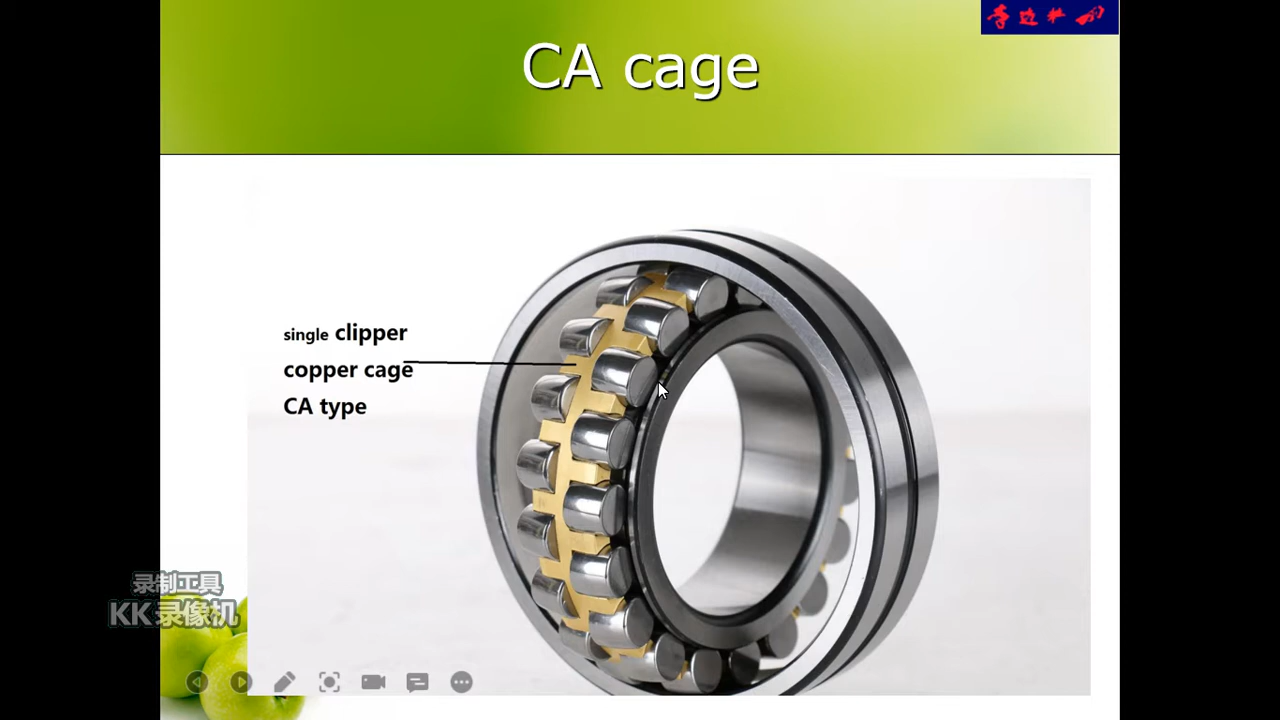 CA cage
single clipper
copper cage
CA type
录制工具
KK录像机